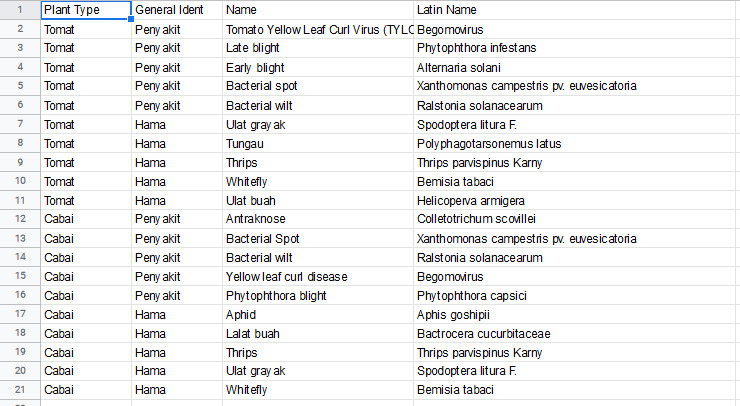 1 Plant Type General Ident Name Latin Name
2 Tomat Penyakit Tomato Yellow Leaf Curl Virus (TYLC Begomovirus
3 Tomat Penyakit Late blight Phytophthora infestans
4 Tomat Penyakit Early blight Alternaria solani
5 Tomat Penyakit Bacterial spot Xanthomonas campestris pv. euvesicatoria
6 Tomat Penyakit Bacterial wilt Ralstonia solanacearum
7 Tomat Hama Ulat grayak Spodoptera litura F.
8 Tomat Hama Tungau Polyphagotarsonemus latus
9 Tomat Hama Thrips Thrips parvispinus Karny
10 Tomat Hama Whitefly Bemisia tabaci
11 Tomat Hama Ulat buah Helicoperva armigera
12 Cabai Penyakit Antraknose Colletotrichum scovillei
13 Cabai Penyakit Bacterial Spot Xanthomonas campestris pv. euvesicatoria
14 Cabai Penyakit Bacterial wilt Ralstonia solanacearum
15 Cabai Penyakit Yellow leaf curl disease Begomovirus
16 Cabai Penyakit Phytophthora blight Phytophthora capsici
17 Cabai Hama Aphid Aphis goshipii
18 Cabai Hama Lalat buah Bactrocera cucurbitaceae
19 Cabai Hama Thrips Thrips parvispinus Karny
20 Cabai Hama Ulat grayak Spodoptera litura F.
21 Cabai Hama Whitefly Bemisia tabaci